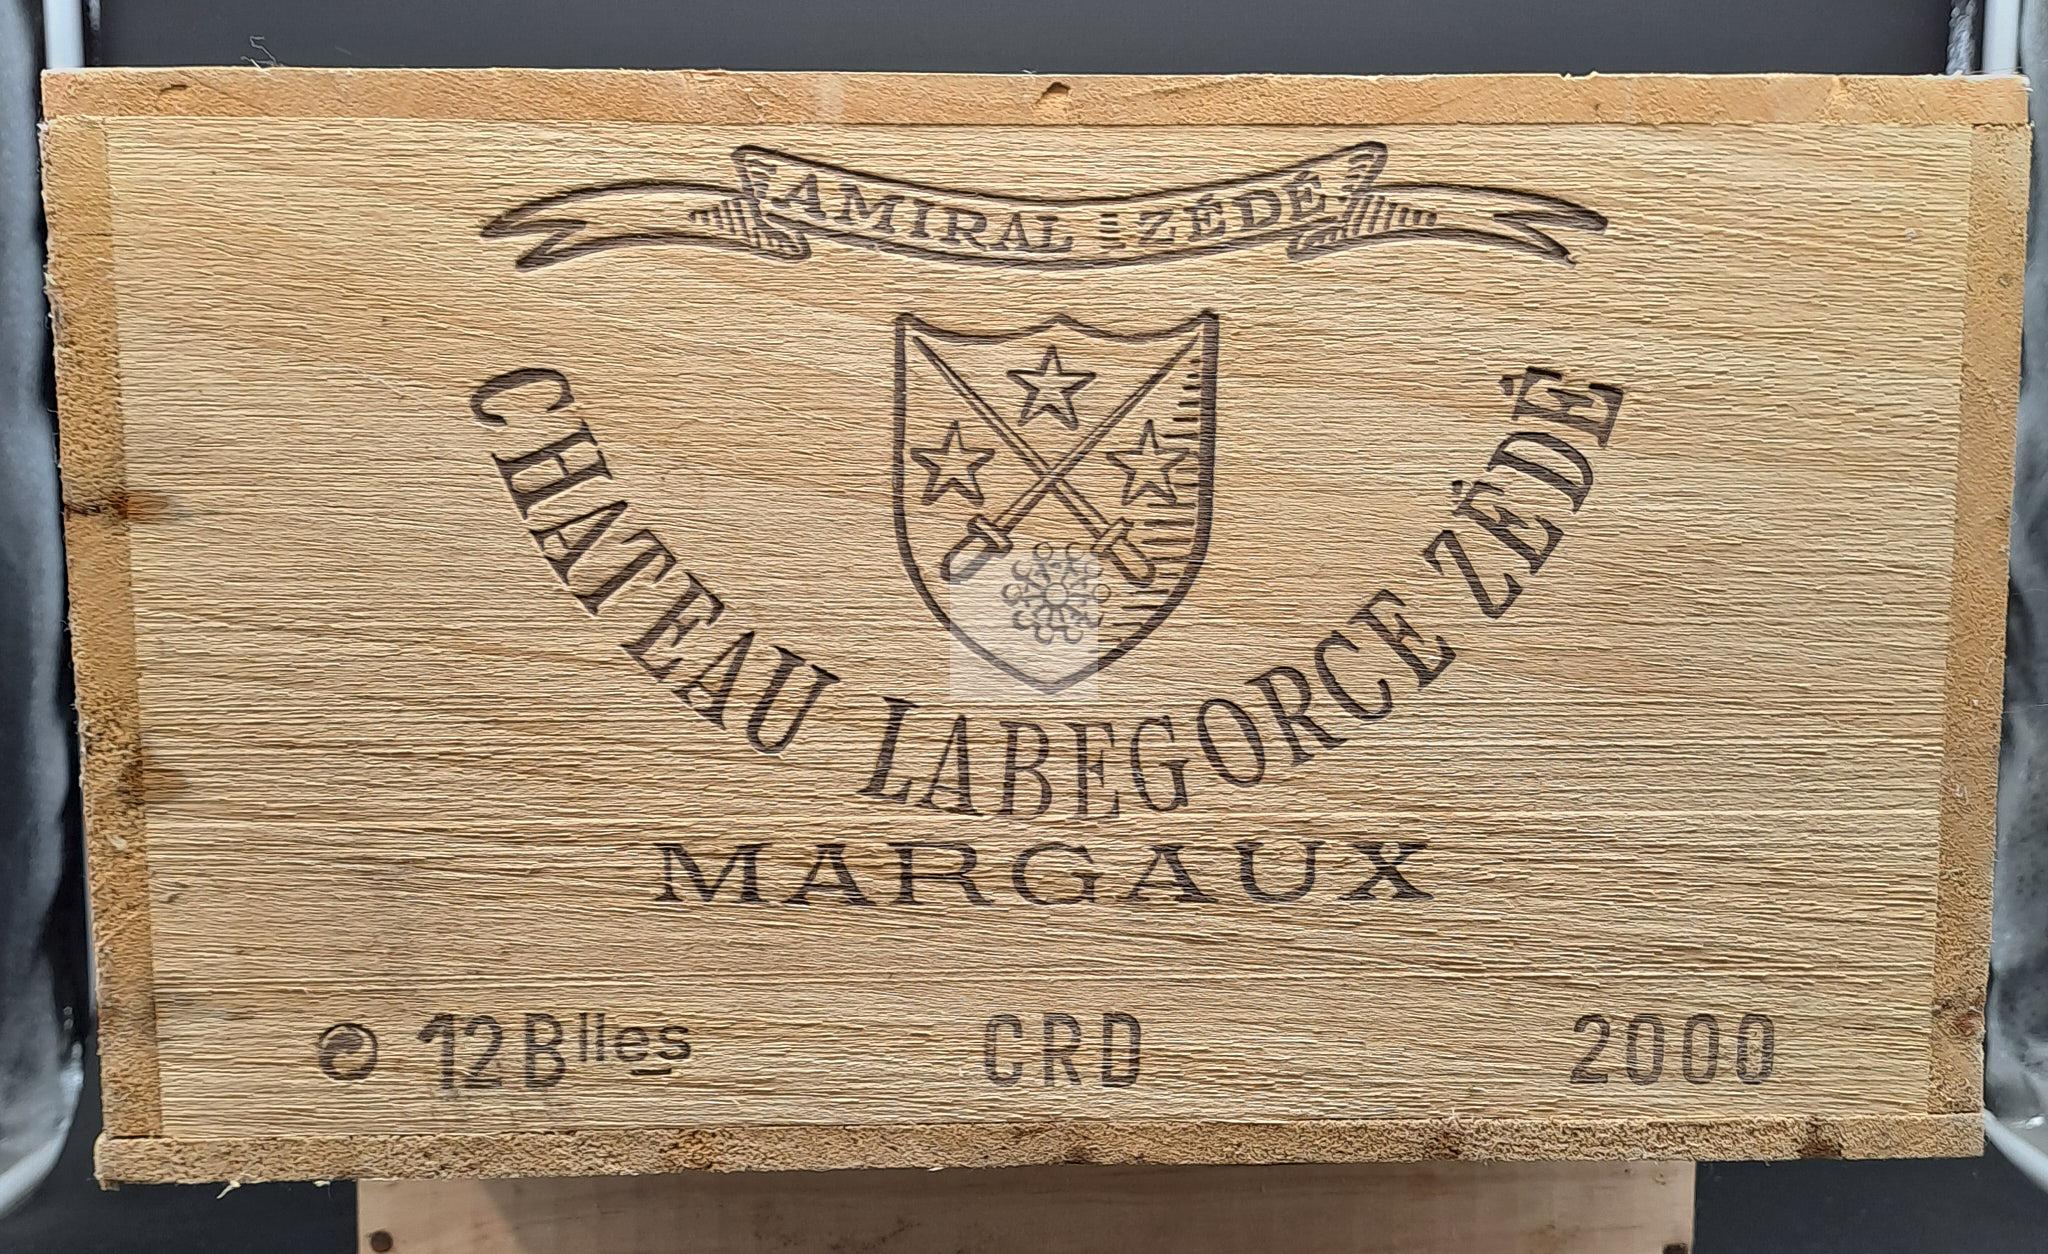 AMIRAL ZÉDÉ
CHATEAU LABEGORCE ZÉDÉ
MARGAUX
12 Blles CRD 2000